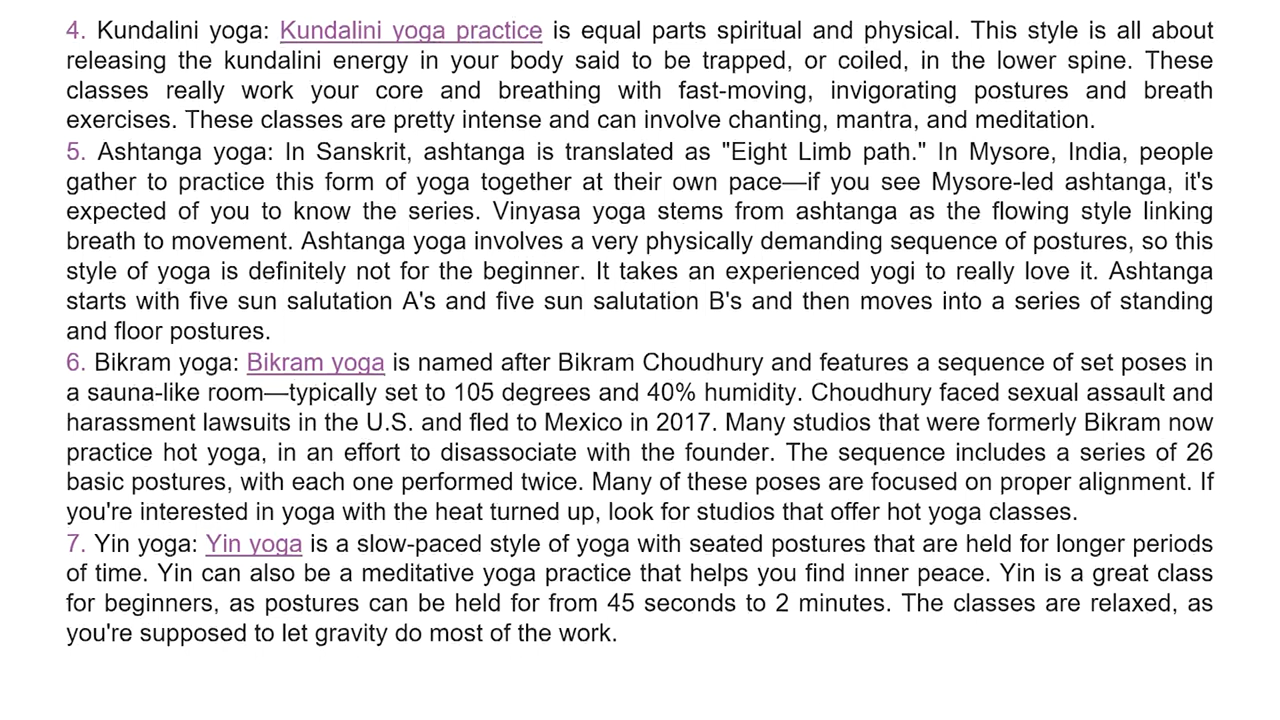 4. Kundalini yoga: Kundalini yoga practice is equal parts spiritual and physical. This style is all about
releasing the kundalini energy in your body said to be trapped, or coiled, in the lower spine. These
classes really work your core and breathing with fast-moving, invigorating postures and breath
exercises. These classes are pretty intense and can involve chanting, mantra, and meditation.
5. Ashtanga yoga: In Sanskrit, ashtanga is translated as "Eight Limb path." In Mysore, India, people
gather to practice this form of yoga together at their own pace—if you see Mysore-led ashtanga, it's
expected of you to know the series. Vinyasa yoga stems from ashtanga as the flowing style linking
breath to movement. Ashtanga yoga involves a very physically demanding sequence of postures, so this
style of yoga is definitely not for the beginner. It takes an experienced yogi to really love it. Ashtanga
starts with five sun salutation A's and five sun salutation B's and then moves into a series of standing
and floor postures.
6. Bikram yoga: Bikram yoga is named after Bikram Choudhury and features a sequence of set poses in
a sauna-like room—typically set to 105 degrees and 40% humidity. Choudhury faced sexual assault and
harassment lawsuits in the U.S. and fled to Mexico in 2017. Many studios that were formerly Bikram now
practice hot yoga, in an effort to disassociate with the founder. The sequence includes a series of 26
basic postures, with each one performed twice. Many of these poses are focused on proper alignment. If
you're interested in yoga with the heat turned up, look for studios that offer hot yoga classes.
7. Yin yoga: Yin yoga is a slow-paced style of yoga with seated postures that are held for longer periods
of time. Yin can also be a meditative yoga practice that helps you find inner peace. Yin is a great class
for beginners, as postures can be held for from 45 seconds to 2 minutes. The classes are relaxed, as
you're supposed to let gravity do most of the work.